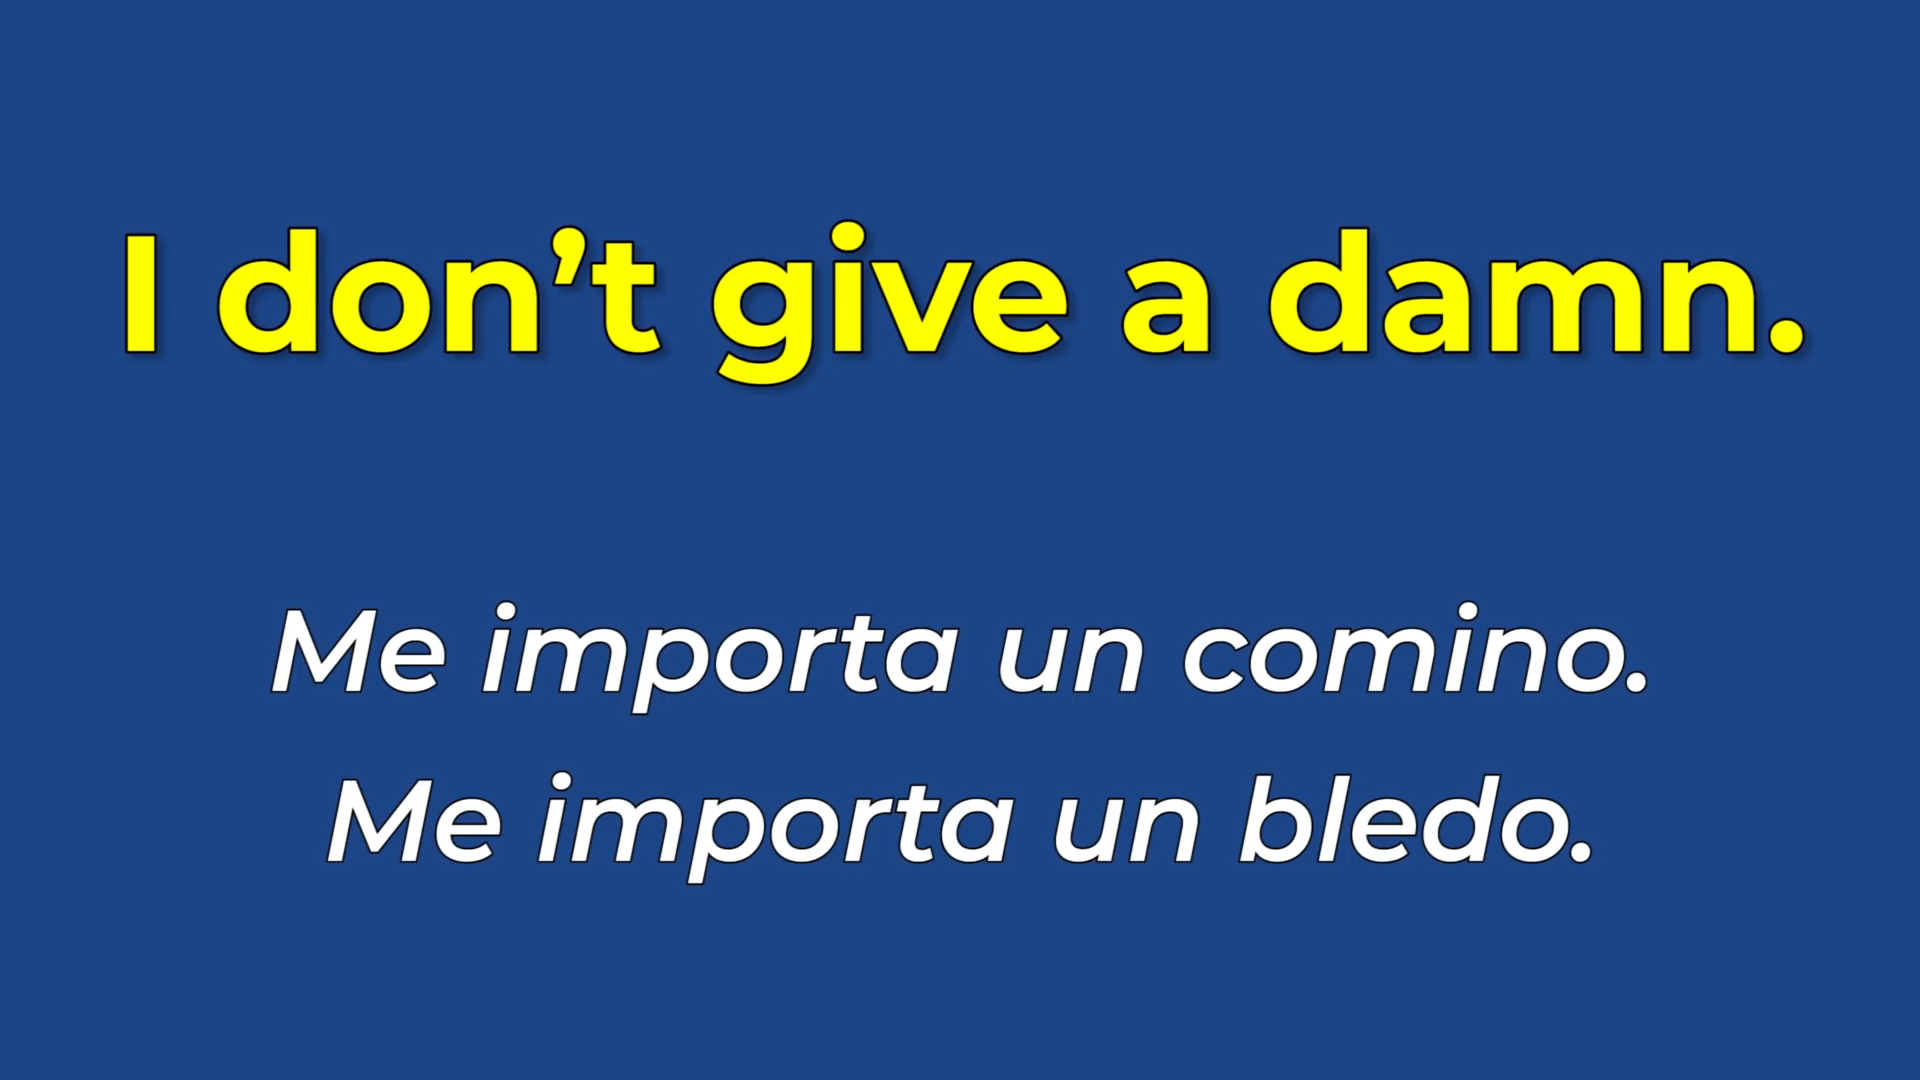 I don’t give a damn.
Me importa un comino.
Me importa un bledo.